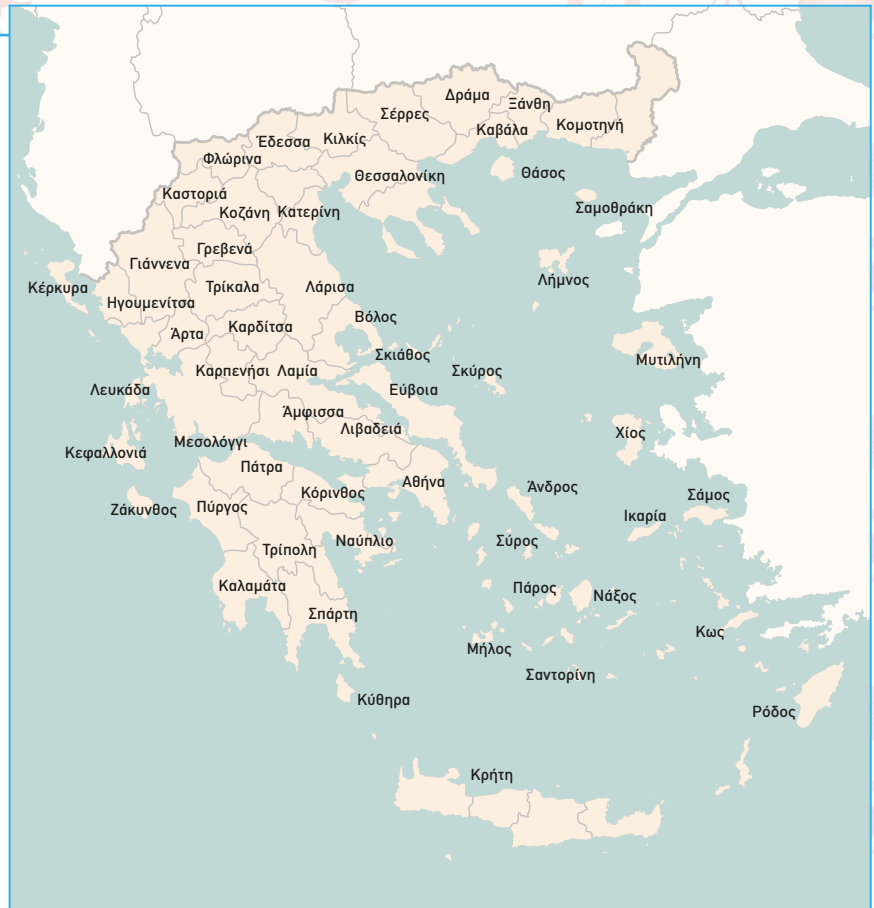 Δράμα
Ξάνθη
Σέρρες
Κομοτηνή
Καβάλα
Κιλκίς
Έδεσσα
Φλώρινα
Θεσσαλονίκη
Θάσος
Καστοριά
Σαμοθράκη
Κοζάνη
Κατερίνη
Γρεβενά
Γιάννενα
Λήμνος
Κέρκυρα
Τρίκαλα
Λάρισα
Ηγουμενίτσα
Βόλος
Καρδίτσα
Άρτα
Σκιάθος
Μυτιλήνη
Καρπενήσι
Λαμία
Σκύρος
Λευκάδα
Εύβοια
Άμφισσα
Λιβαδειά
Χίος
Μεσολόγγι
Κεφαλλονιά
Πάτρα
Αθήνα
Άνδρος
Κόρινθος
Σάμος
Ζάκυνθος
Πύργος
Ικαρία
Ναύπλιο
Σύρος
Τρίπολη
Καλαμάτα
Πάρος
Νάξος
Σπάρτη
Κως
Μήλος
Σαντορίνη
Κύθηρα
Ρόδος
Κρήτη